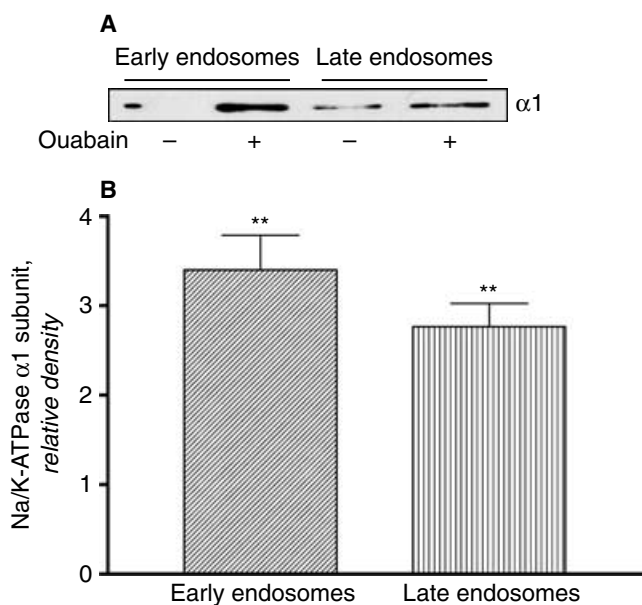 A
Early endosomes Late endosomes
α1
Ouabain – + – +
B
Na/K-ATPase α1 subunit,
relative density
4
3
2
1
0
**
**
Early endosomes Late endosomes